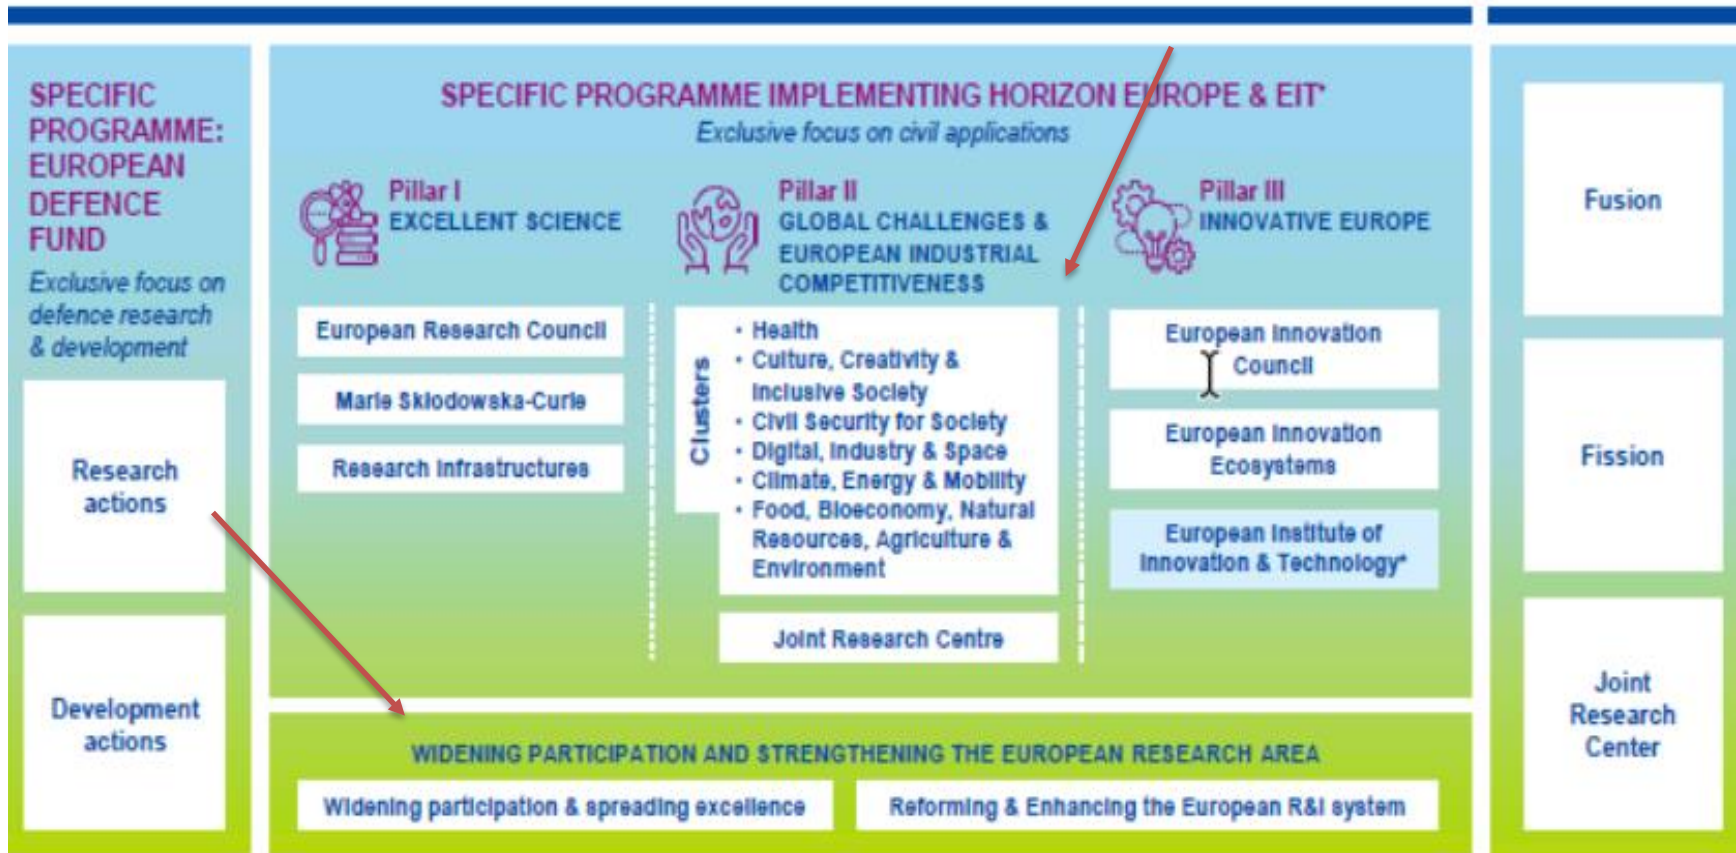 SPECIFIC
PROGRAMME:
EUROPEAN
DEFENCE
FUND
Exclusive focus on
defence research
& development
Research
actions
Development
actions
SPECIFIC PROGRAMME IMPLEMENTING HORIZON EUROPE & EIT*
Exclusive focus on civil applications
Pillar I
EXCELLENT SCIENCE
European Research Council
Marie Skłodowska-Curie
Research Infrastructures
Pillar II
GLOBAL CHALLENGES &
EUROPEAN INDUSTRIAL
COMPETITIVENESS
Clusters
• Health
• Culture, Creativity &
Inclusive Society
• Civil Security for Society
• Digital, Industry & Space
• Climate, Energy & Mobility
• Food, Bioeconomy, Natural
Resources, Agriculture &
Environment
Joint Research Centre
Pillar III
INNOVATIVE EUROPE
European Innovation
Council
European Innovation
Ecosystems
European Institute of
Innovation & Technology*
WIDENING PARTICIPATION AND STRENGTHENING THE EUROPEAN RESEARCH AREA
Widening participation & spreading excellence
Reforming & Enhancing the European R&I system
Fusion
Fission
Joint
Research
Center